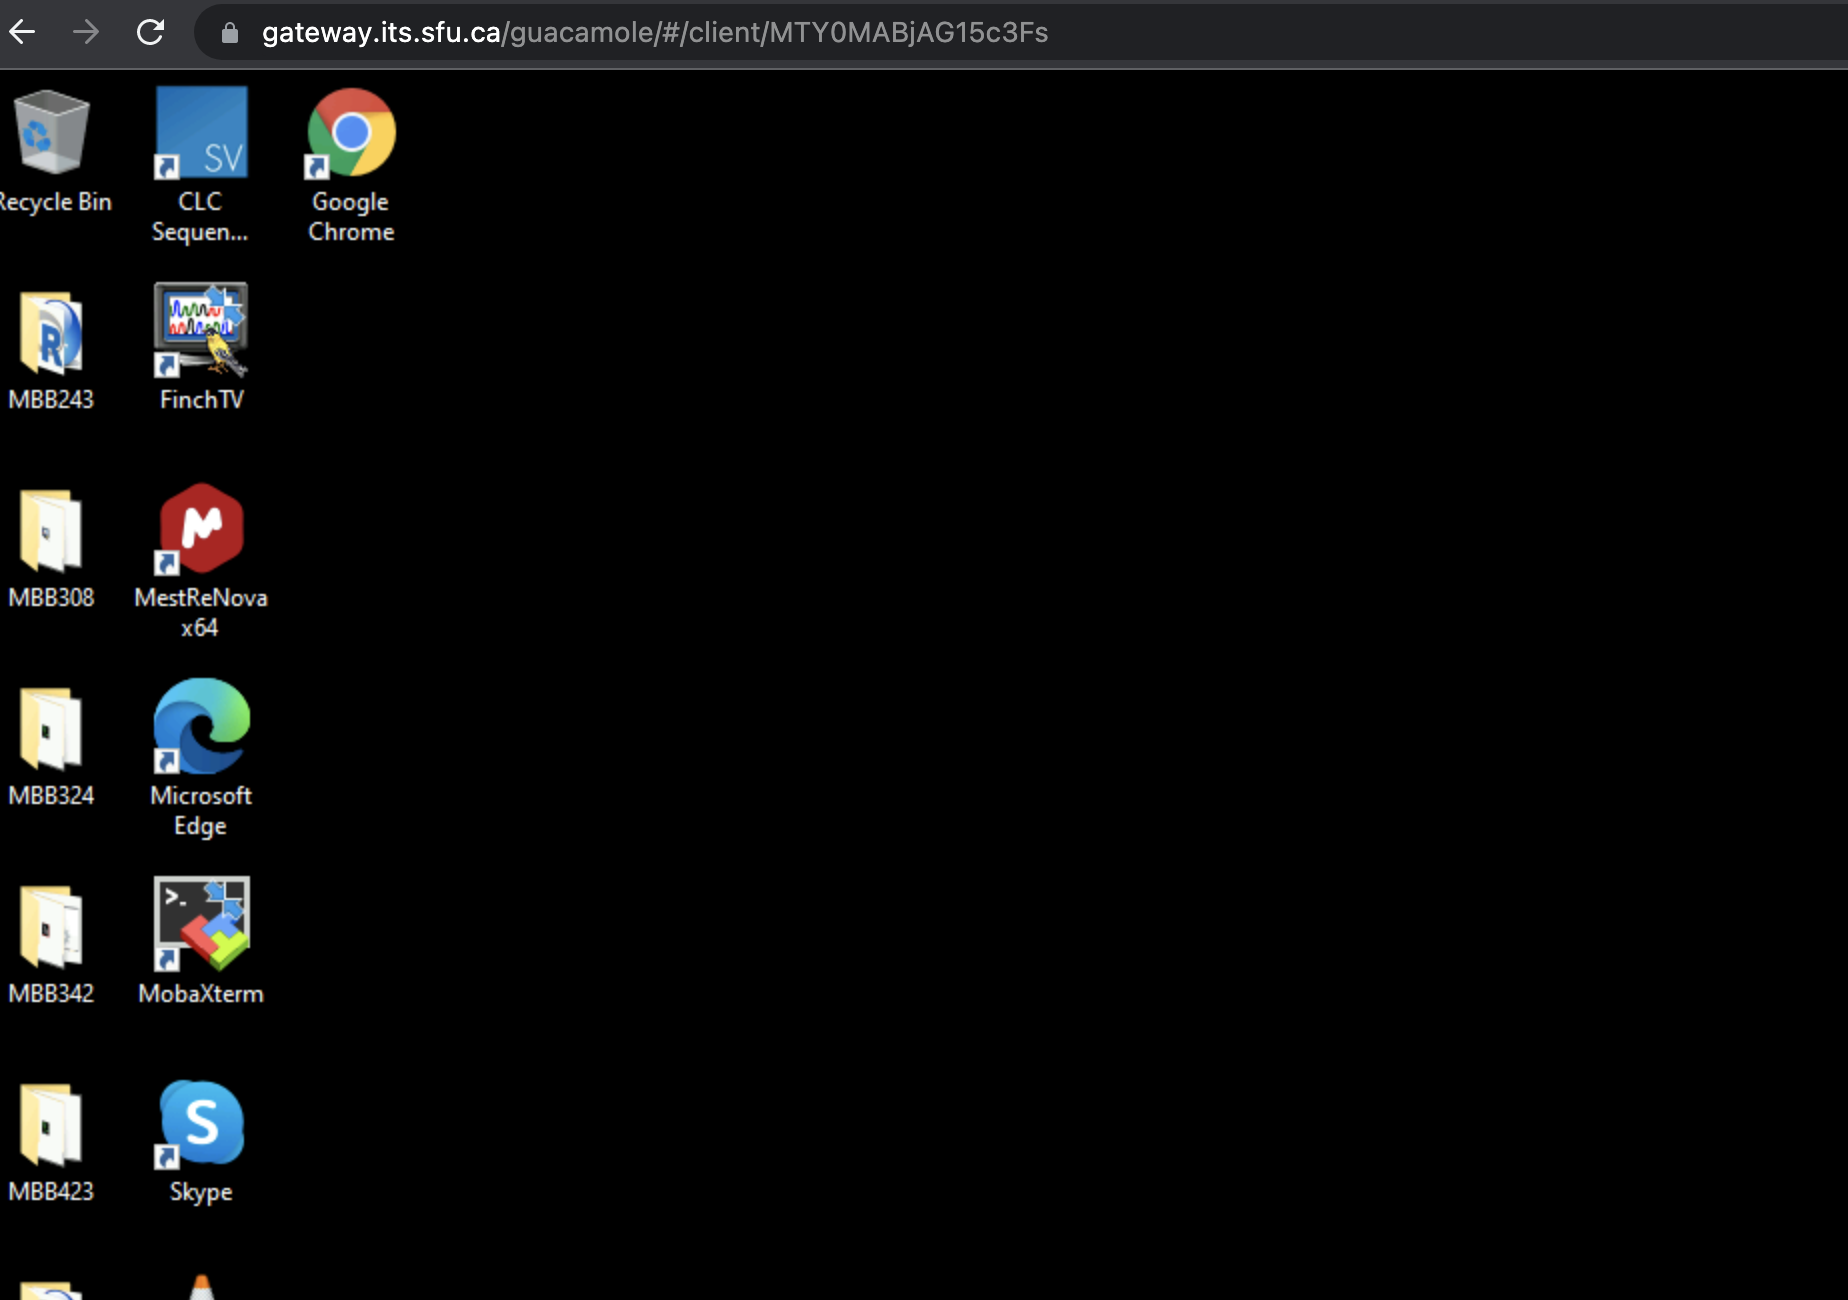 gateway.its.sfu.ca/guacamole/#/client/MTY0MABjAG15c3Fs
Recycle Bin
SV
CLC
Sequen...
Google
Chrome
R
MBB243
FinchTV
MBB308
MestReNova
x64
MBB324
Microsoft
Edge
>_
MBB342
MobaXterm
S
MBB423
Skype